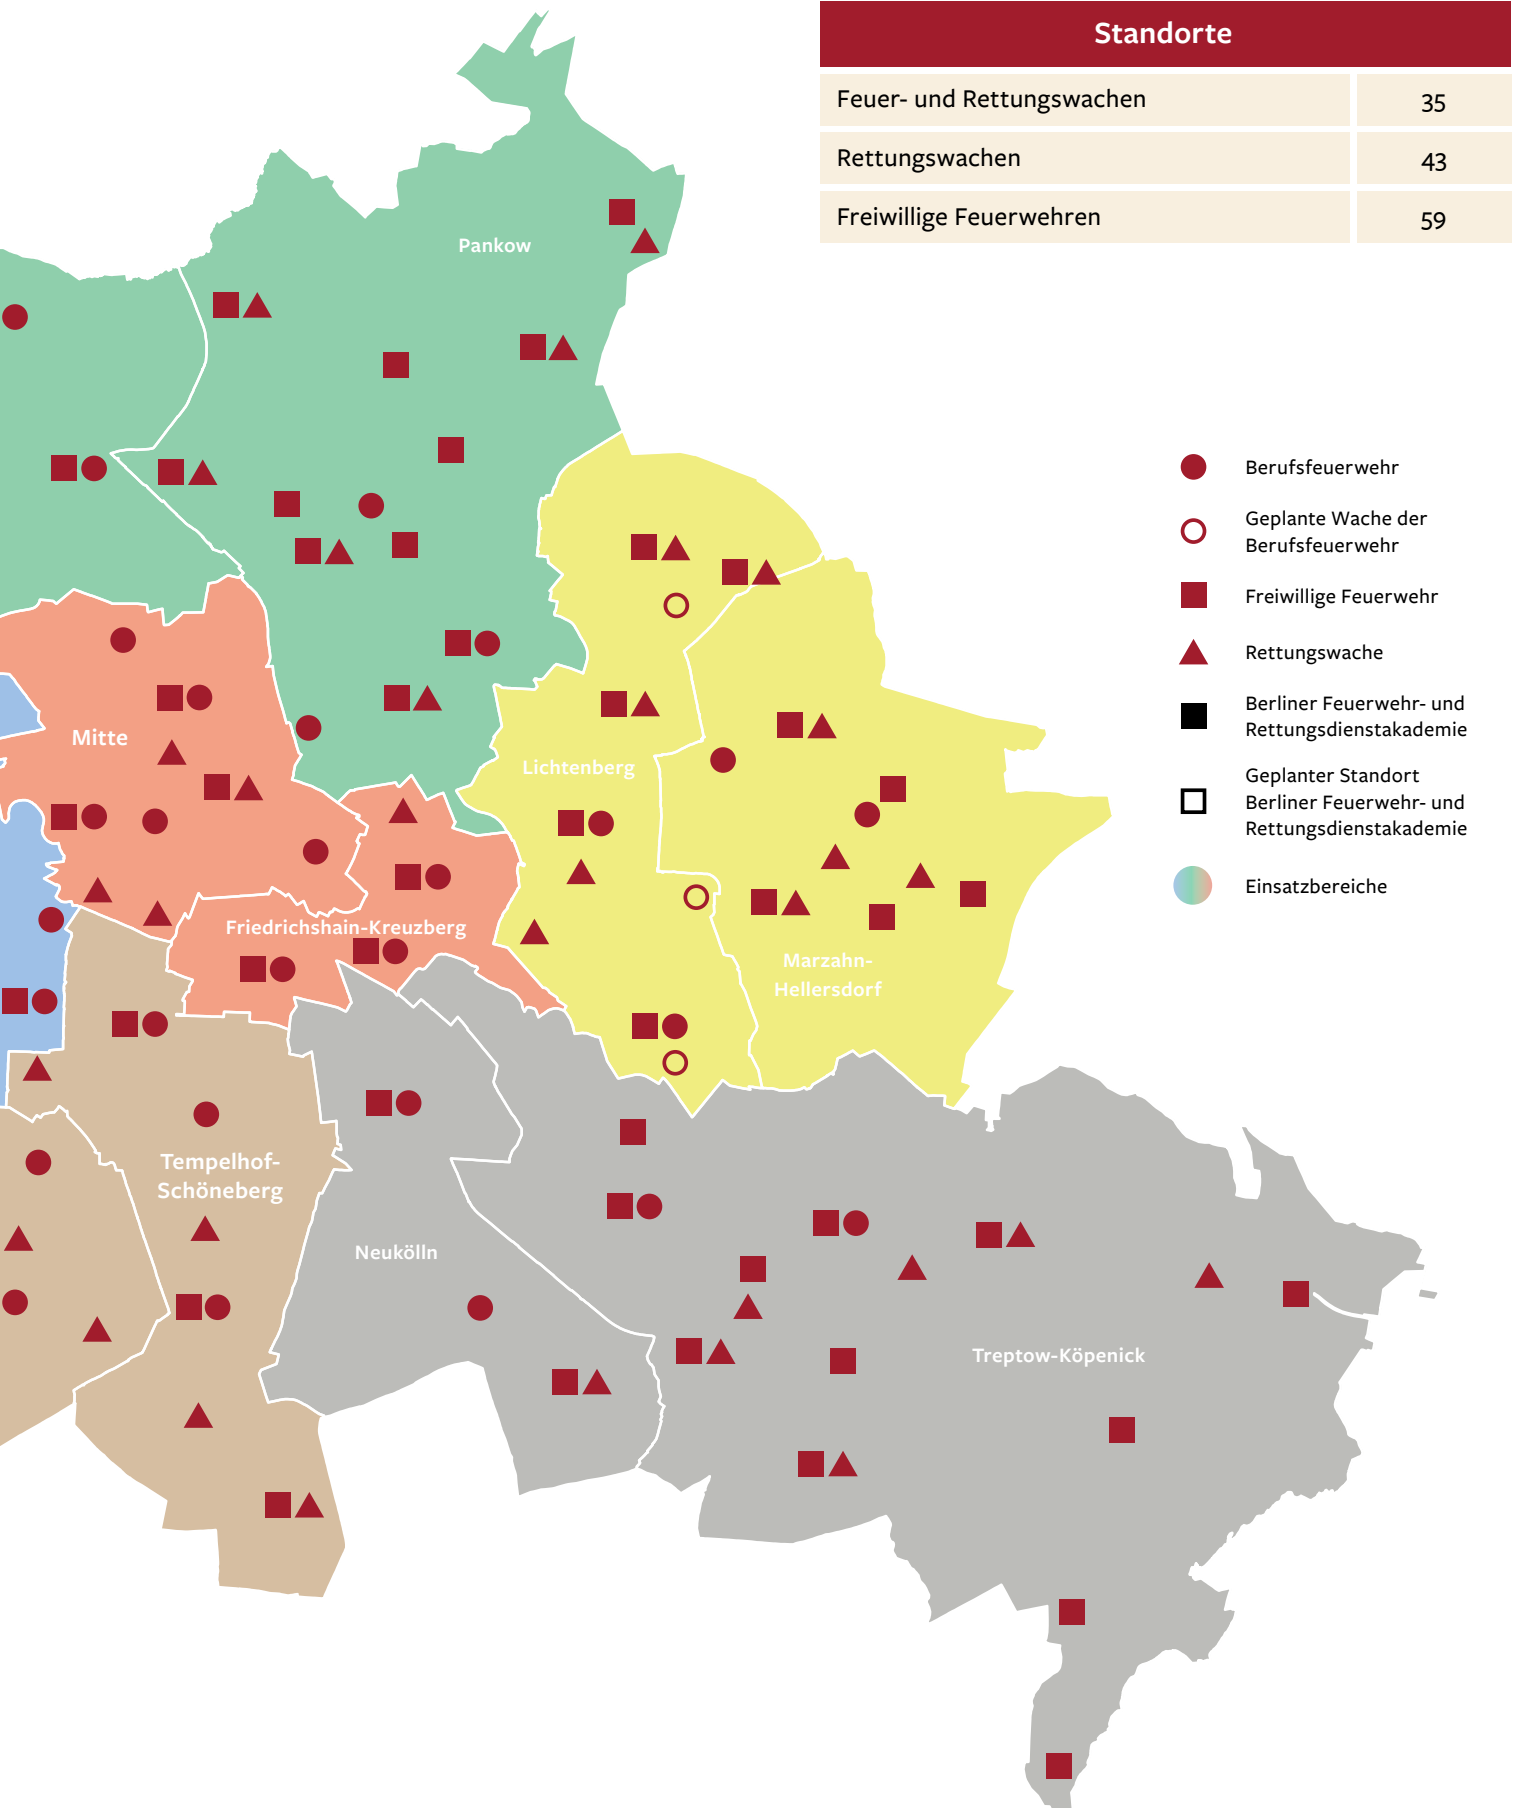 Standorte
Feuer- und Rettungswachen 35
Rettungswachen 43
Freiwillige Feuerwehren 59
Pankow
Berufsfeuerwehr
Geplante Wache der
Berufsfeuerwehr
Freiwillige Feuerwehr
Rettungswache
Berliner Feuerwehr- und
Rettungsdienstakademie
Geplanter Standort
Berliner Feuerwehr- und
Rettungsdienstakademie
Einsatzbereiche
Mitte
Lichtenberg
Friedrichshain-Kreuzberg
Marzahn-
Hellersdorf
Tempelhof-
Schöneberg
Neukölln
Treptow-Köpenick